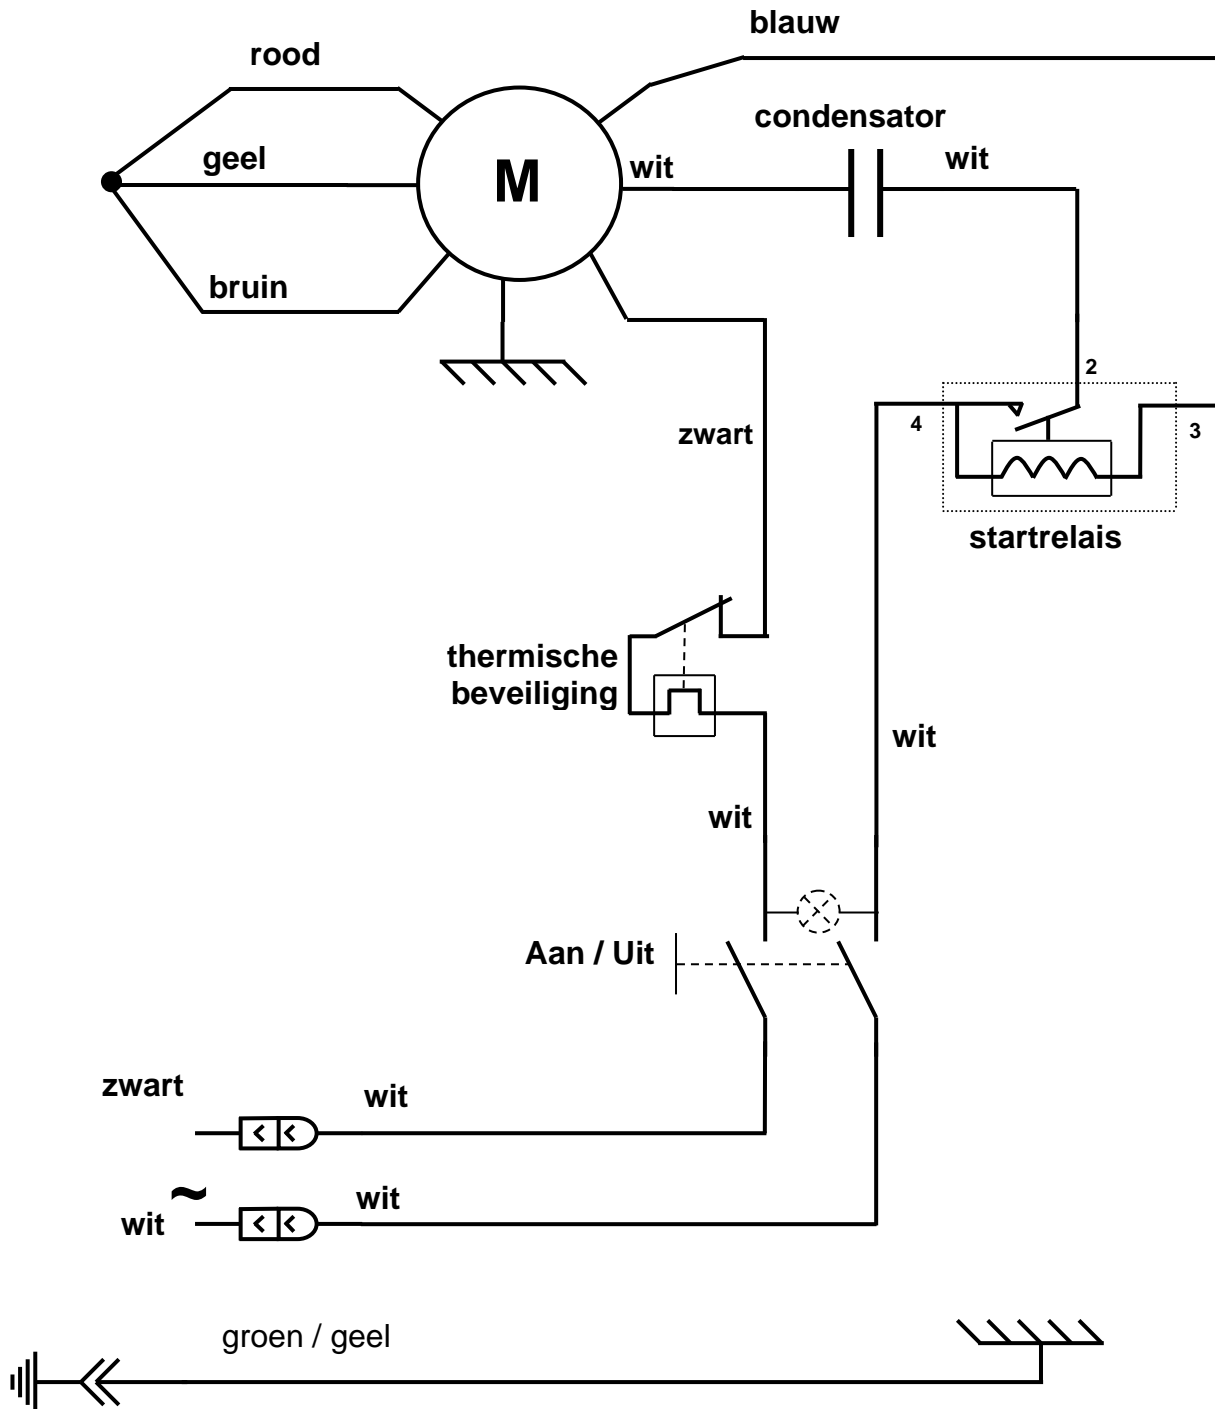 blauw
rood
condensator
geel
wit
wit
M
bruin
2
4
3
zwart
startrelais
thermische
beveiliging
wit
wit
Aan / Uit
zwart
wit
~
wit
wit
groen / geel